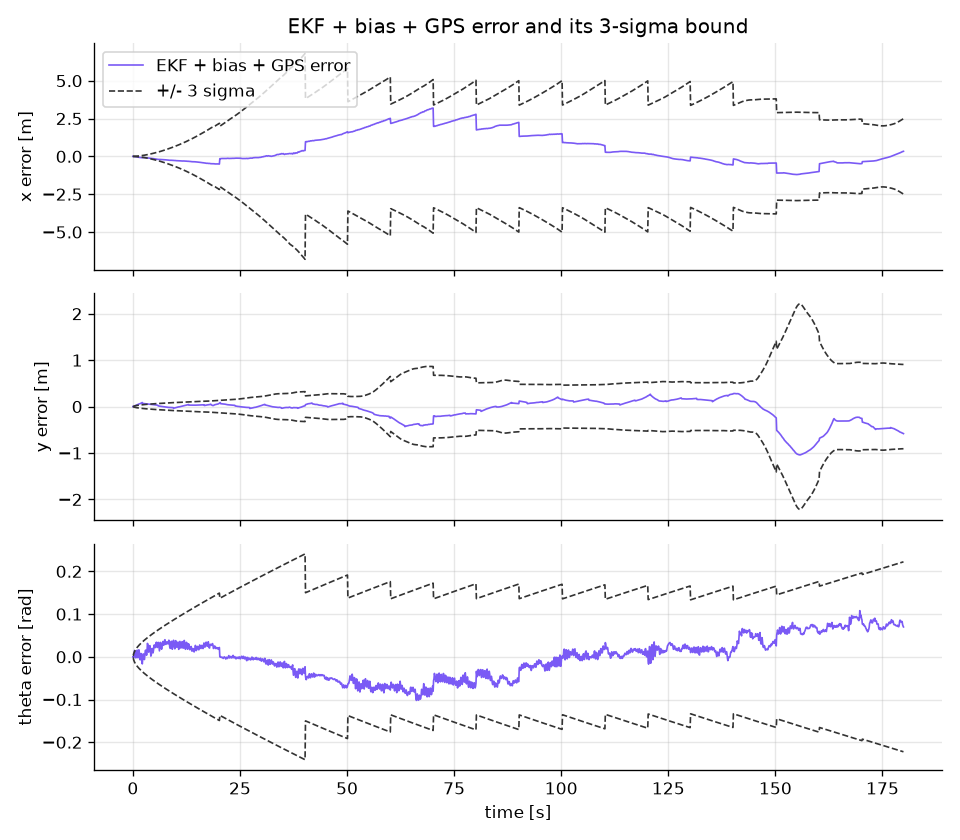 EKF + bias + GPS error and its 3-sigma bound
EKF + bias + GPS error
+/- 3 sigma
x error [m]
5.0
2.5
0.0
−2.5
−5.0
y error [m]
2
1
0
−1
−2
theta error [rad]
0.2
0.1
0.0
−0.1
−0.2
0 25 50 75 100 125 150 175
time [s]